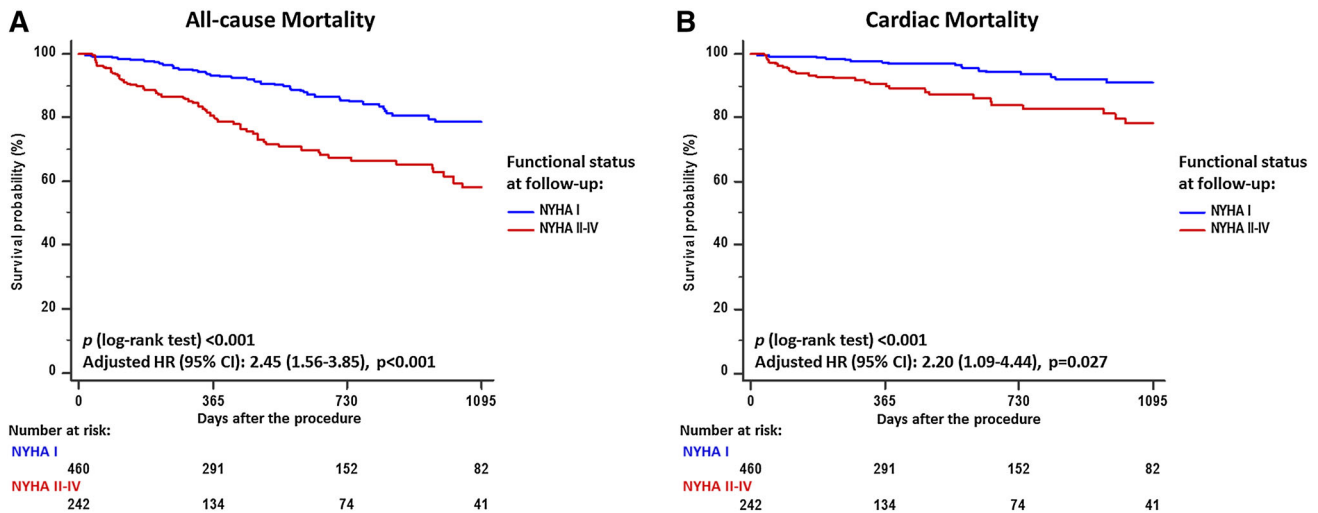 A
All-cause Mortality
100
80
60
40
20
0
Survival probability (%)
Functional status
at follow-up:
NYHA I
NYHA II-IV
p (log-rank test) <0.001
Adjusted HR (95% CI): 2.45 (1.56-3.85), p<0.001
0 365 730 1095
Days after the procedure
Number at risk:
NYHA I
460 291 152 82
NYHA II-IV
242 134 74 41
B
Cardiac Mortality
100
80
60
40
20
0
Survival probability (%)
Functional status
at follow-up:
NYHA I
NYHA II-IV
p (log-rank test) <0.001
Adjusted HR (95% CI): 2.20 (1.09-4.44), p=0.027
0 365 730 1095
Days after the procedure
Number at risk:
NYHA I
460 291 152 82
NYHA II-IV
242 134 74 41